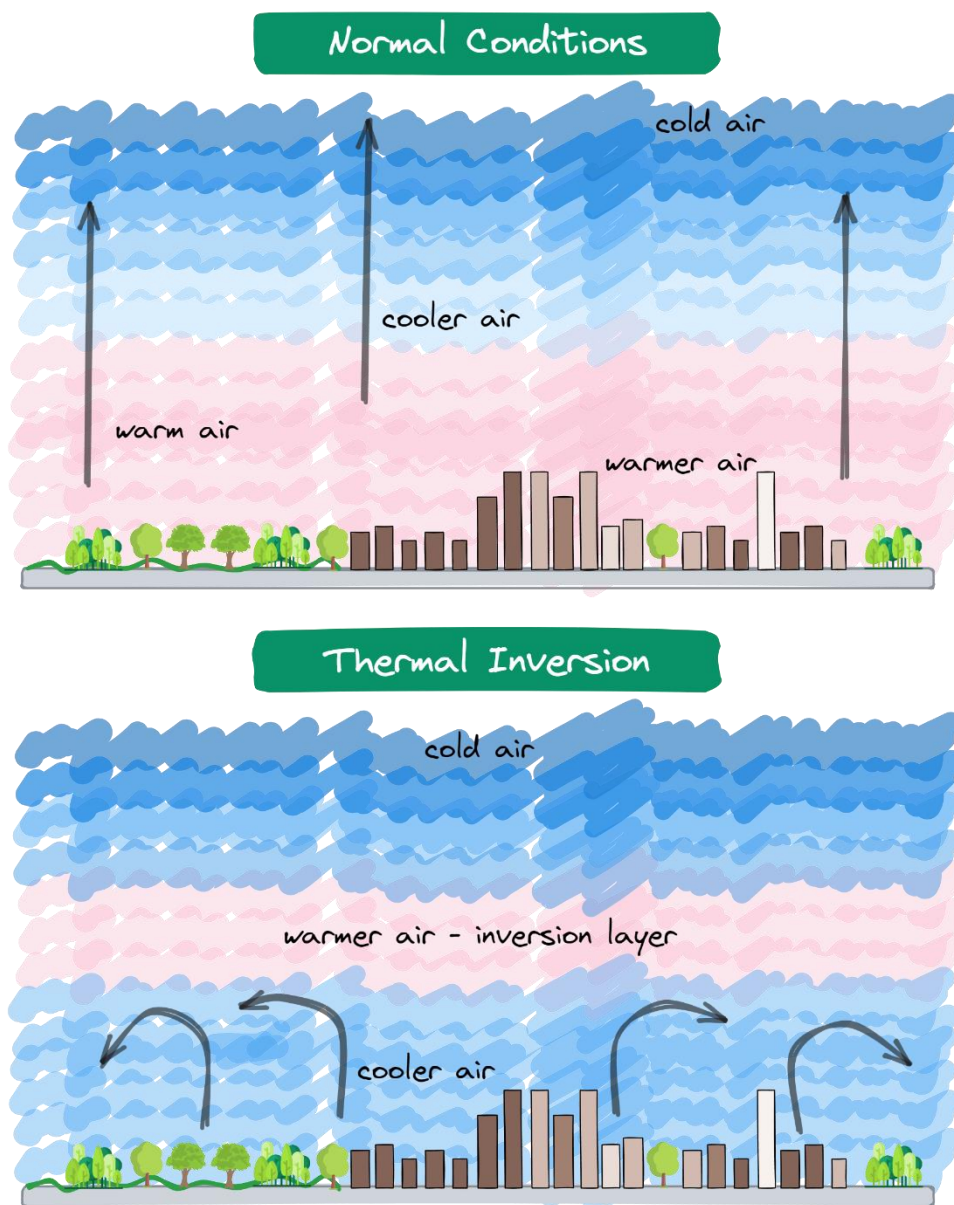 Normal Conditions
cold air
cooler air
warm air
warmer air
Thermal Inversion
cold air
warmer air - inversion layer
cooler air